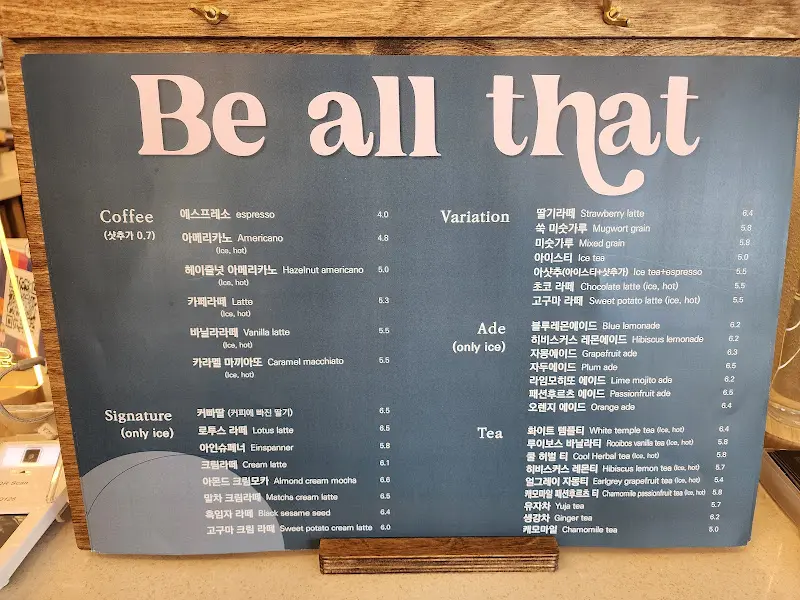 Be all that
Coffee
(샷추가 0.7)
에스프레소 espresso 4.0
아메리카노 Americano 4.8
(Ice, hot)
헤이즐넛 아메리카노 Hazelnut americano 5.0
(Ice, hot)
카페라떼 Latte 5.3
(Ice, hot)
바닐라라떼 Vanilla latte 5.5
(Ice, hot)
카라멜 마끼아또 Caramel macchiato 5.5
(Ice, hot)
Signature
(only ice)
커빠딸 (커피에 빠진 딸기) 6.5
로투스 라떼 Lotus latte 6.5
아인슈페너 Einspanner 5.8
크림라떼 Cream latte 6.1
아몬드 크림모카 Almond cream mocha 6.6
말차 크림라떼 Matcha cream latte 6.5
흑임자 라떼 Black sesame seed 6.4
고구마 크림 라떼 Sweet potato cream latte 6.0
Variation
딸기라떼 Strawberry latte 6.4
쑥 미숫가루 Mugwort grain 5.8
미숫가루 Mixed grain 5.8
아이스티 Ice tea 5.0
아샷추(아이스티+샷추가) Ice tea+espresso 5.5
초코 라떼 Chocolate latte (ice, hot) 5.5
고구마 라떼 Sweet potato latte (ice, hot) 5.5
Ade
(only ice)
블루레몬에이드 Blue lemonade 6.2
히비스커스 레몬에이드 Hibiscus lemonade 6.2
자몽에이드 Grapefruit ade 6.3
자두에이드 Plum ade 6.5
라임모히또 에이드 Lime mojito ade 6.2
패션후르츠 에이드 Passionfruit ade 6.5
오렌지 에이드 Orange ade 6.4
Tea
화이트 템플티 White temple tea (Ice, hot) 6.4
루이보스 바닐라티 Rooibos vanilla tea (Ice, hot) 5.8
쿨 허벌 티 Cool Herbal tea (Ice, hot) 5.8
히비스커스 레몬티 Hibiscus lemon tea (Ice, hot) 5.7
얼그레이 자몽티 Earlgrey grapefruit tea (Ice, hot) 5.4
캐모마일 패션후르츠 티 Chamomile passionfruit tea (Ice, hot) 5.8
유자차 Yuja tea 5.7
생강차 Ginger tea 6.2
캐모마일 Chamomile tea 5.0